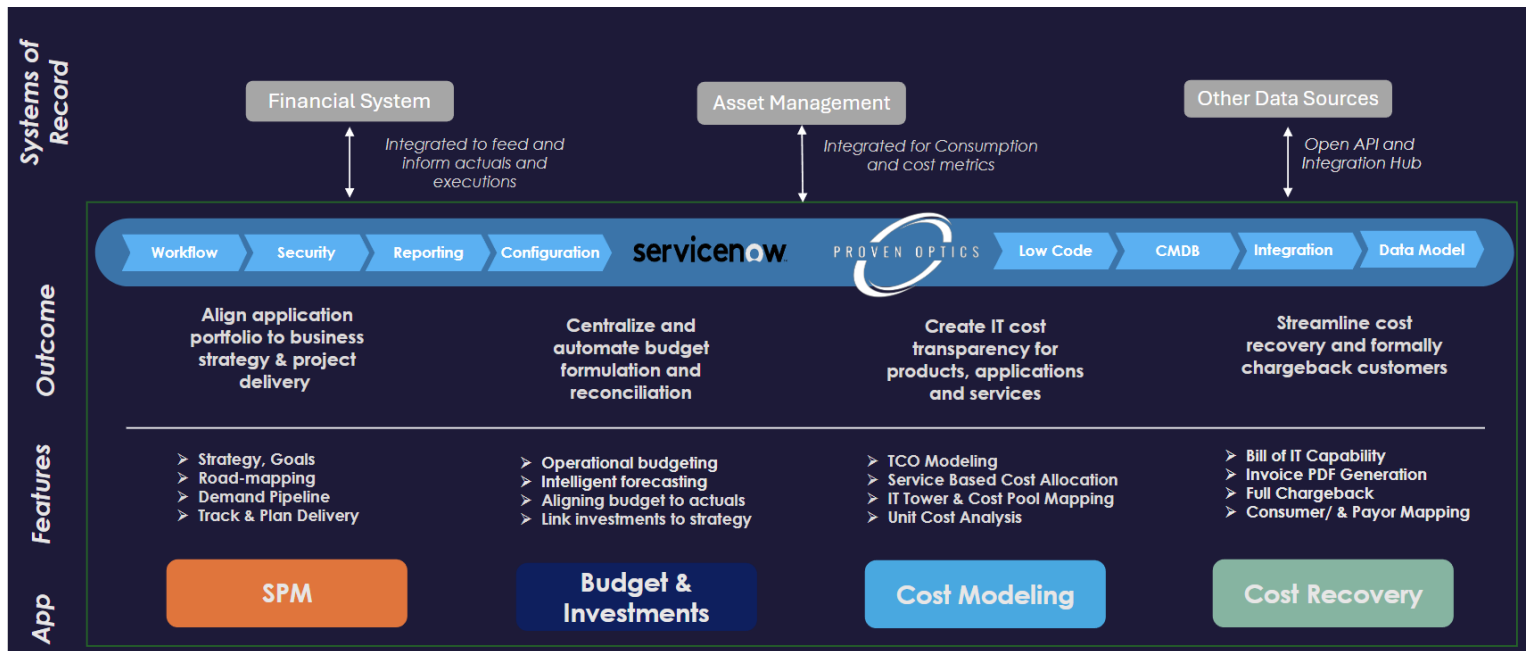 Systems of
Record
Financial System
Asset Management
Other Data Sources
Integrated to feed and
inform actuals and
executions
Integrated for Consumption
and cost metrics
Open API and
Integration Hub
Workflow
Security
Reporting
Configuration
servicenow
PROVEN OPTICS
Low Code
CMDB
Integration
Data Model
Outcome
Align application
portfolio to business
strategy & project
delivery
Centralize and
automate budget
formulation and
reconciliation
Create IT cost
transparency for
products, applications
and services
Streamline cost
recovery and formally
chargeback customers
Features
➢ Strategy, Goals
➢ Road-mapping
➢ Demand Pipeline
➢ Track & Plan Delivery
➢ Operational budgeting
➢ Intelligent forecasting
➢ Aligning budget to actuals
➢ Link investments to strategy
➢ TCO Modeling
➢ Service Based Cost Allocation
➢ IT Tower & Cost Pool Mapping
➢ Unit Cost Analysis
➢ Bill of IT Capability
➢ Invoice PDF Generation
➢ Full Chargeback
➢ Consumer/ & Payor Mapping
App
SPM
Budget &
Investments
Cost Modeling
Cost Recovery